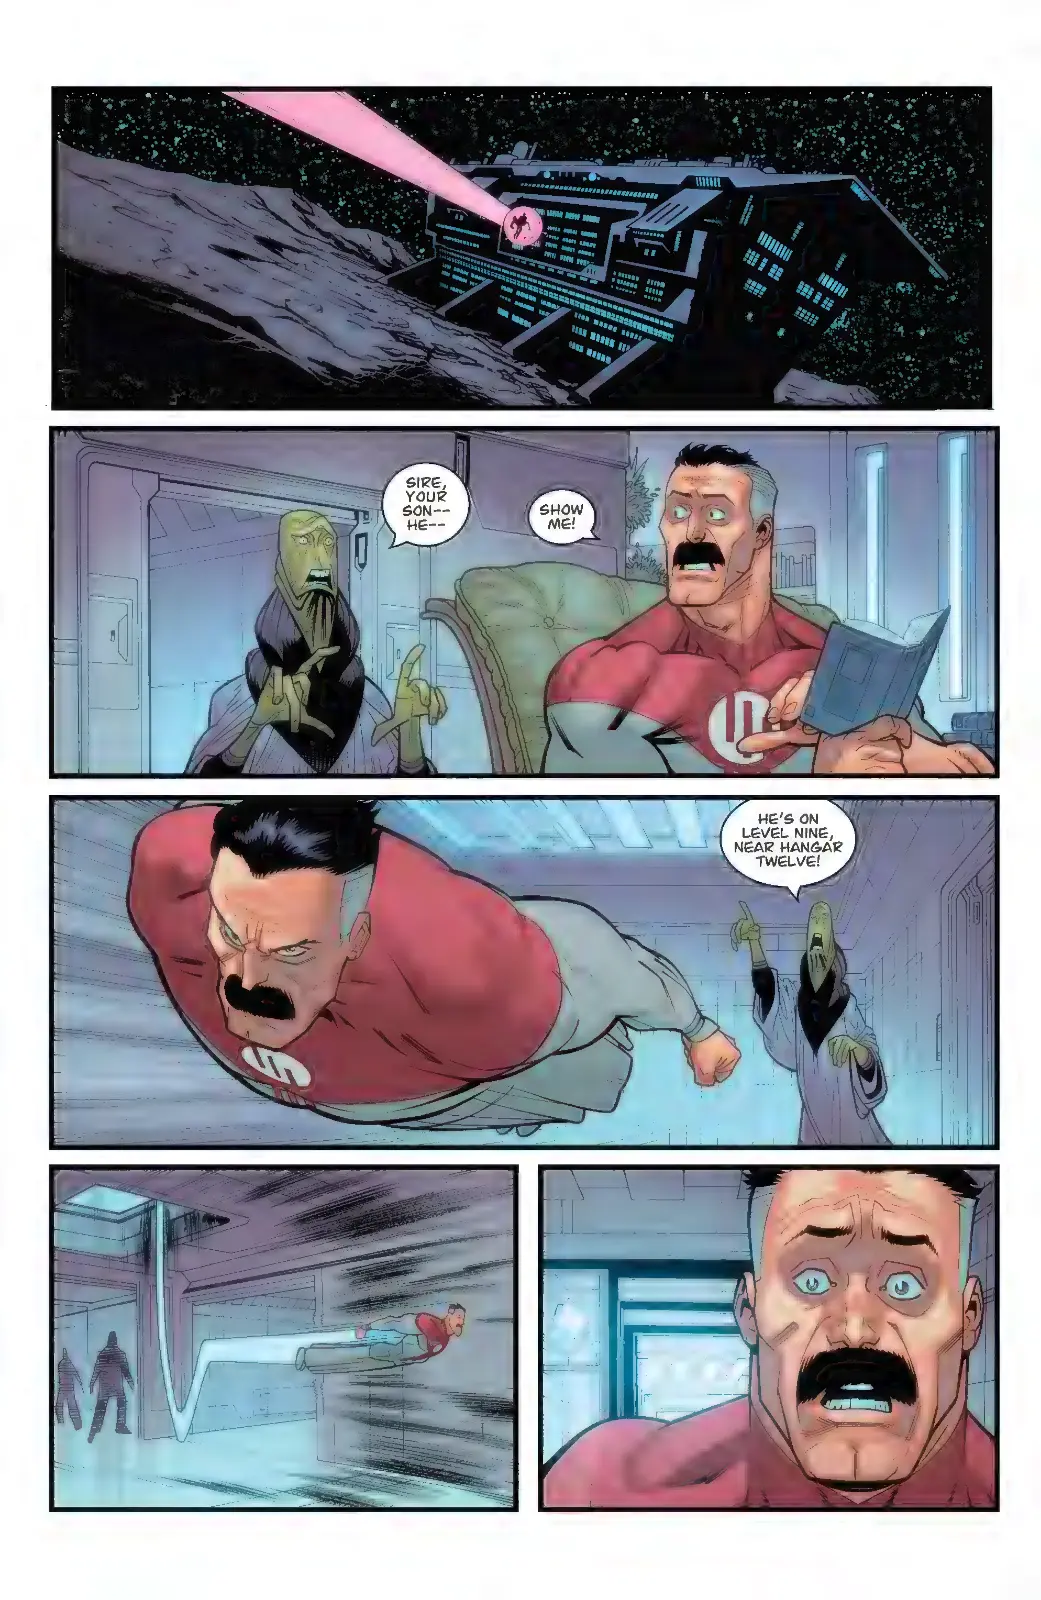 SIRE,
YOUR
SON--
HE--
SHOW
ME!
HE'S ON
LEVEL NINE,
NEAR HANGAR
TWELVE!